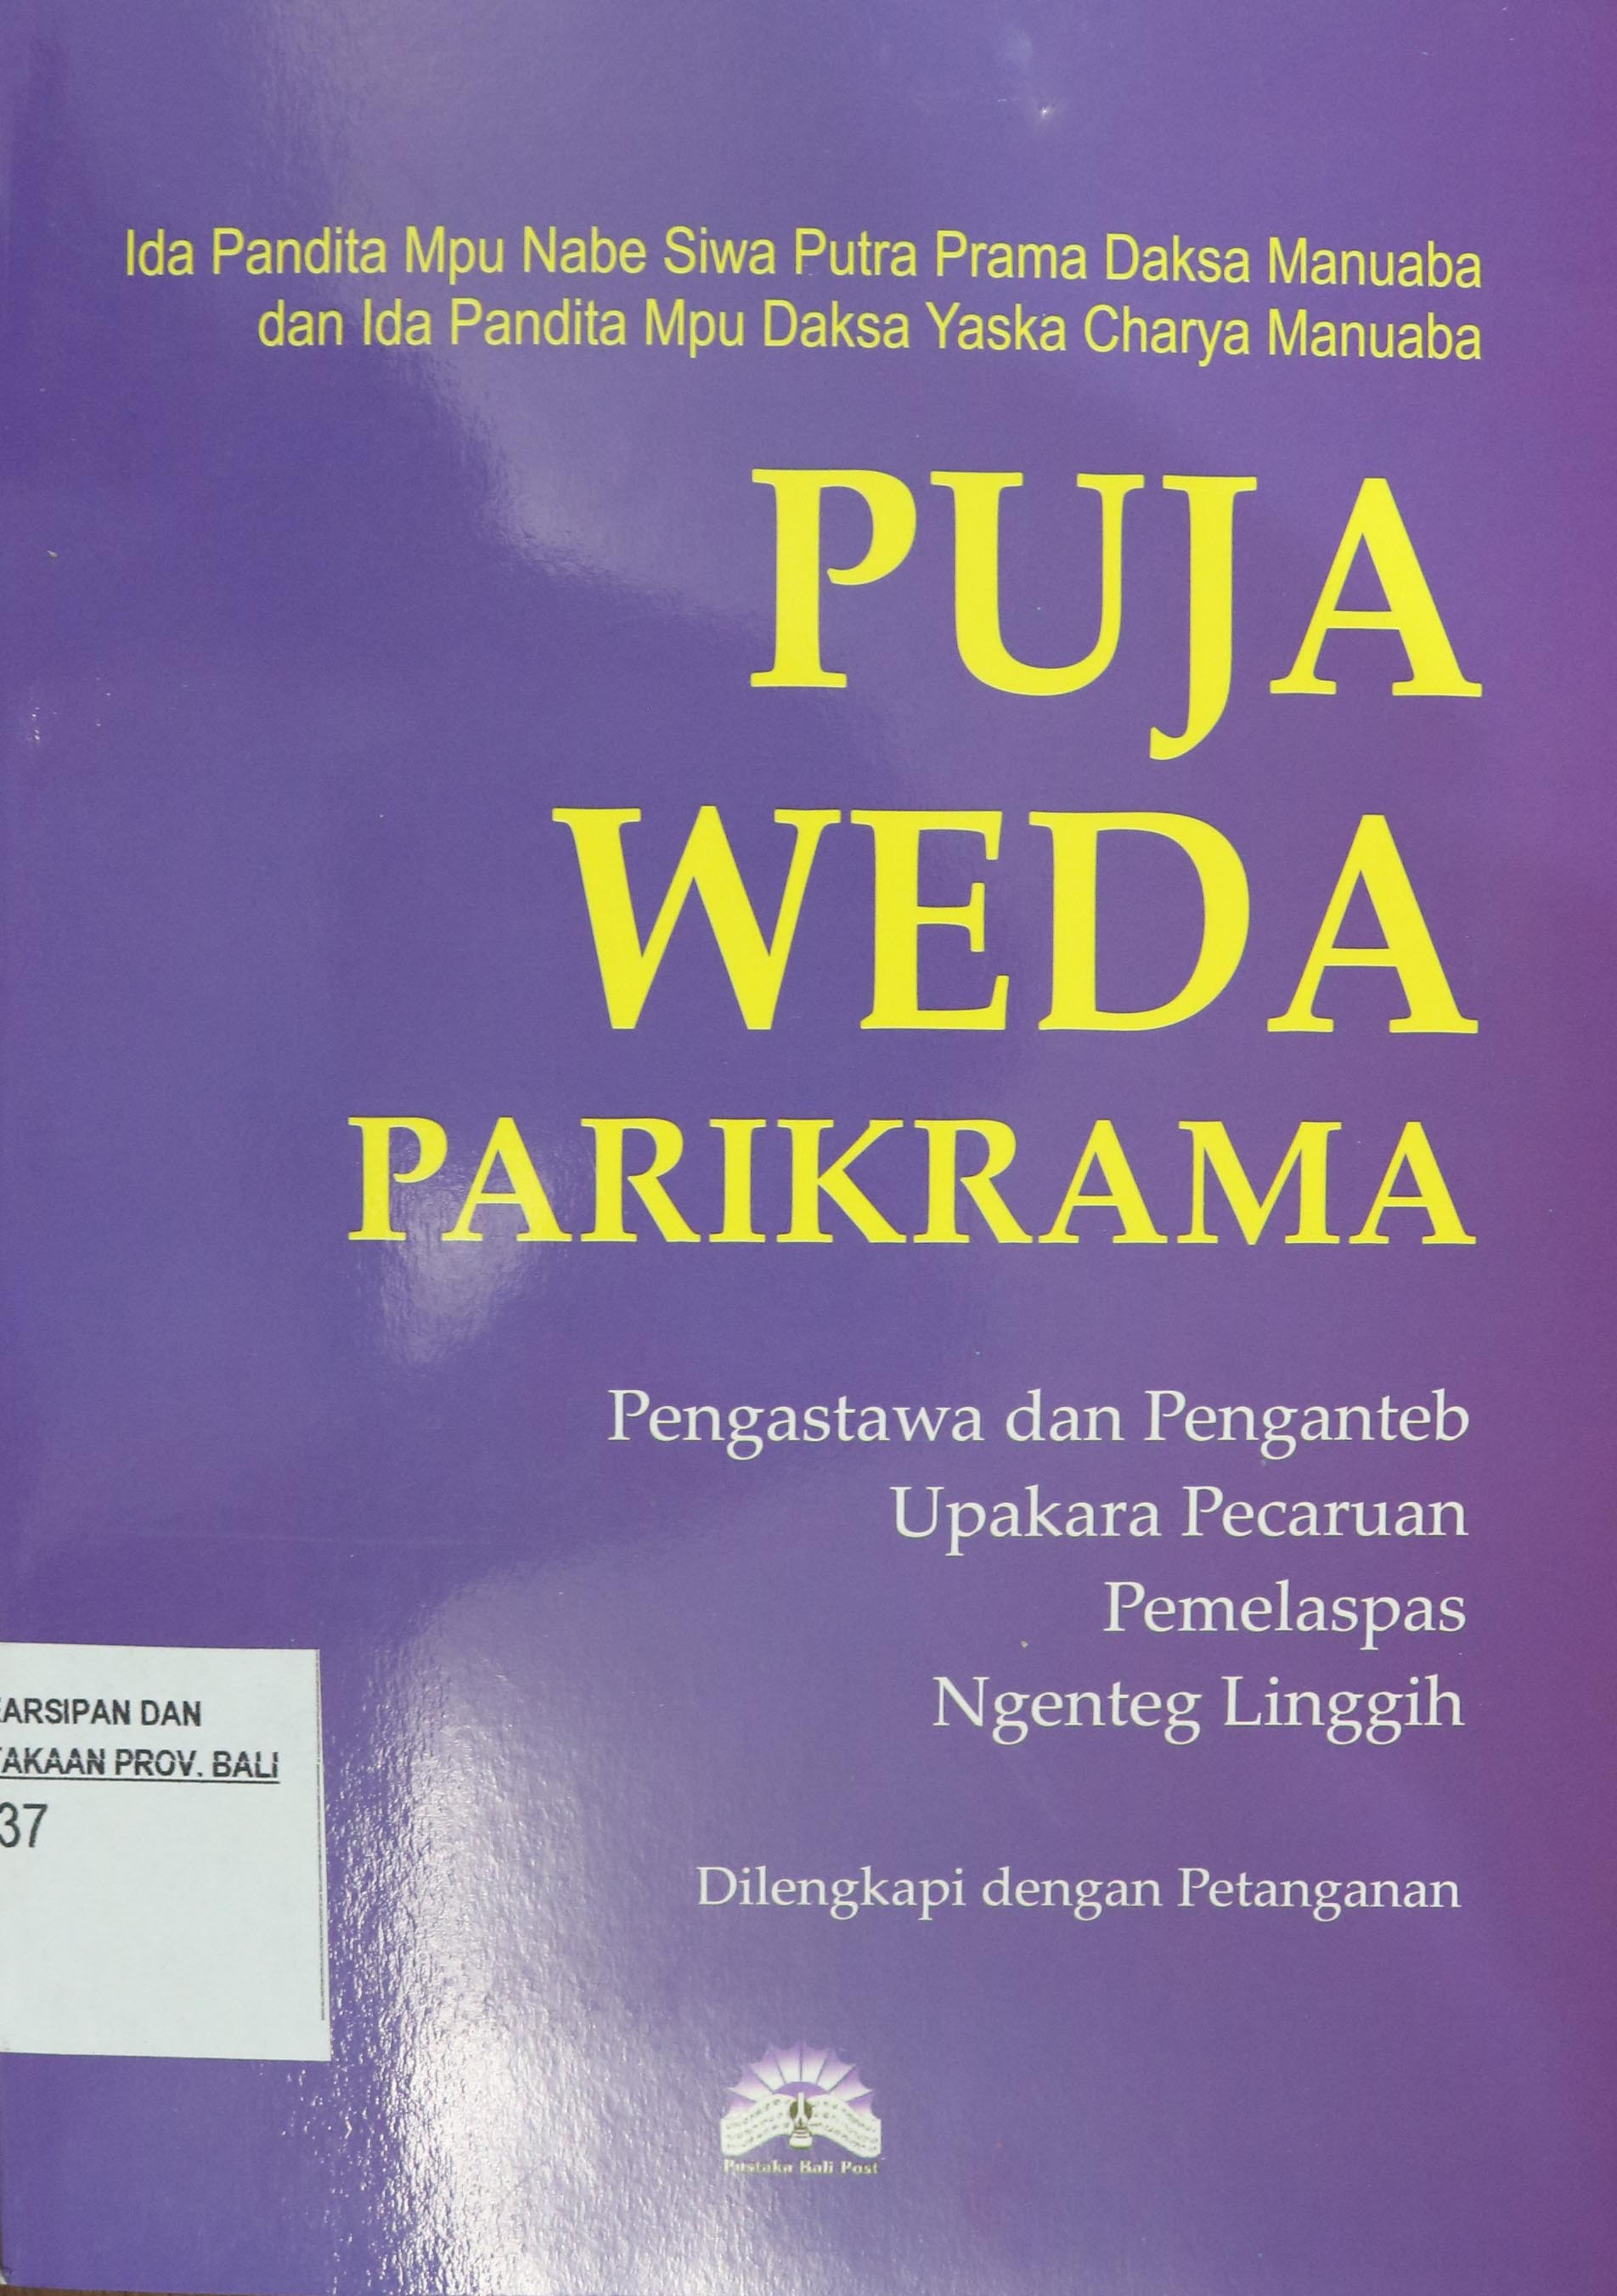 Ida Pandita Mpu Nabe Siwa Putra Prama Daksa Manuaba
dan Ida Pandita Mpu Daksa Yaska Charya Manuaba
PUJA
WEDA
PARIKRAMA
Pengastawa dan Penganteb
Upakara Pecaruan
Pemelaspas
Ngenteg Linggih
EARSIPAN DAN
TAKAAN PROV. BALI
37
Dilengkapi dengan Petanganan
Pustaka Bali Post